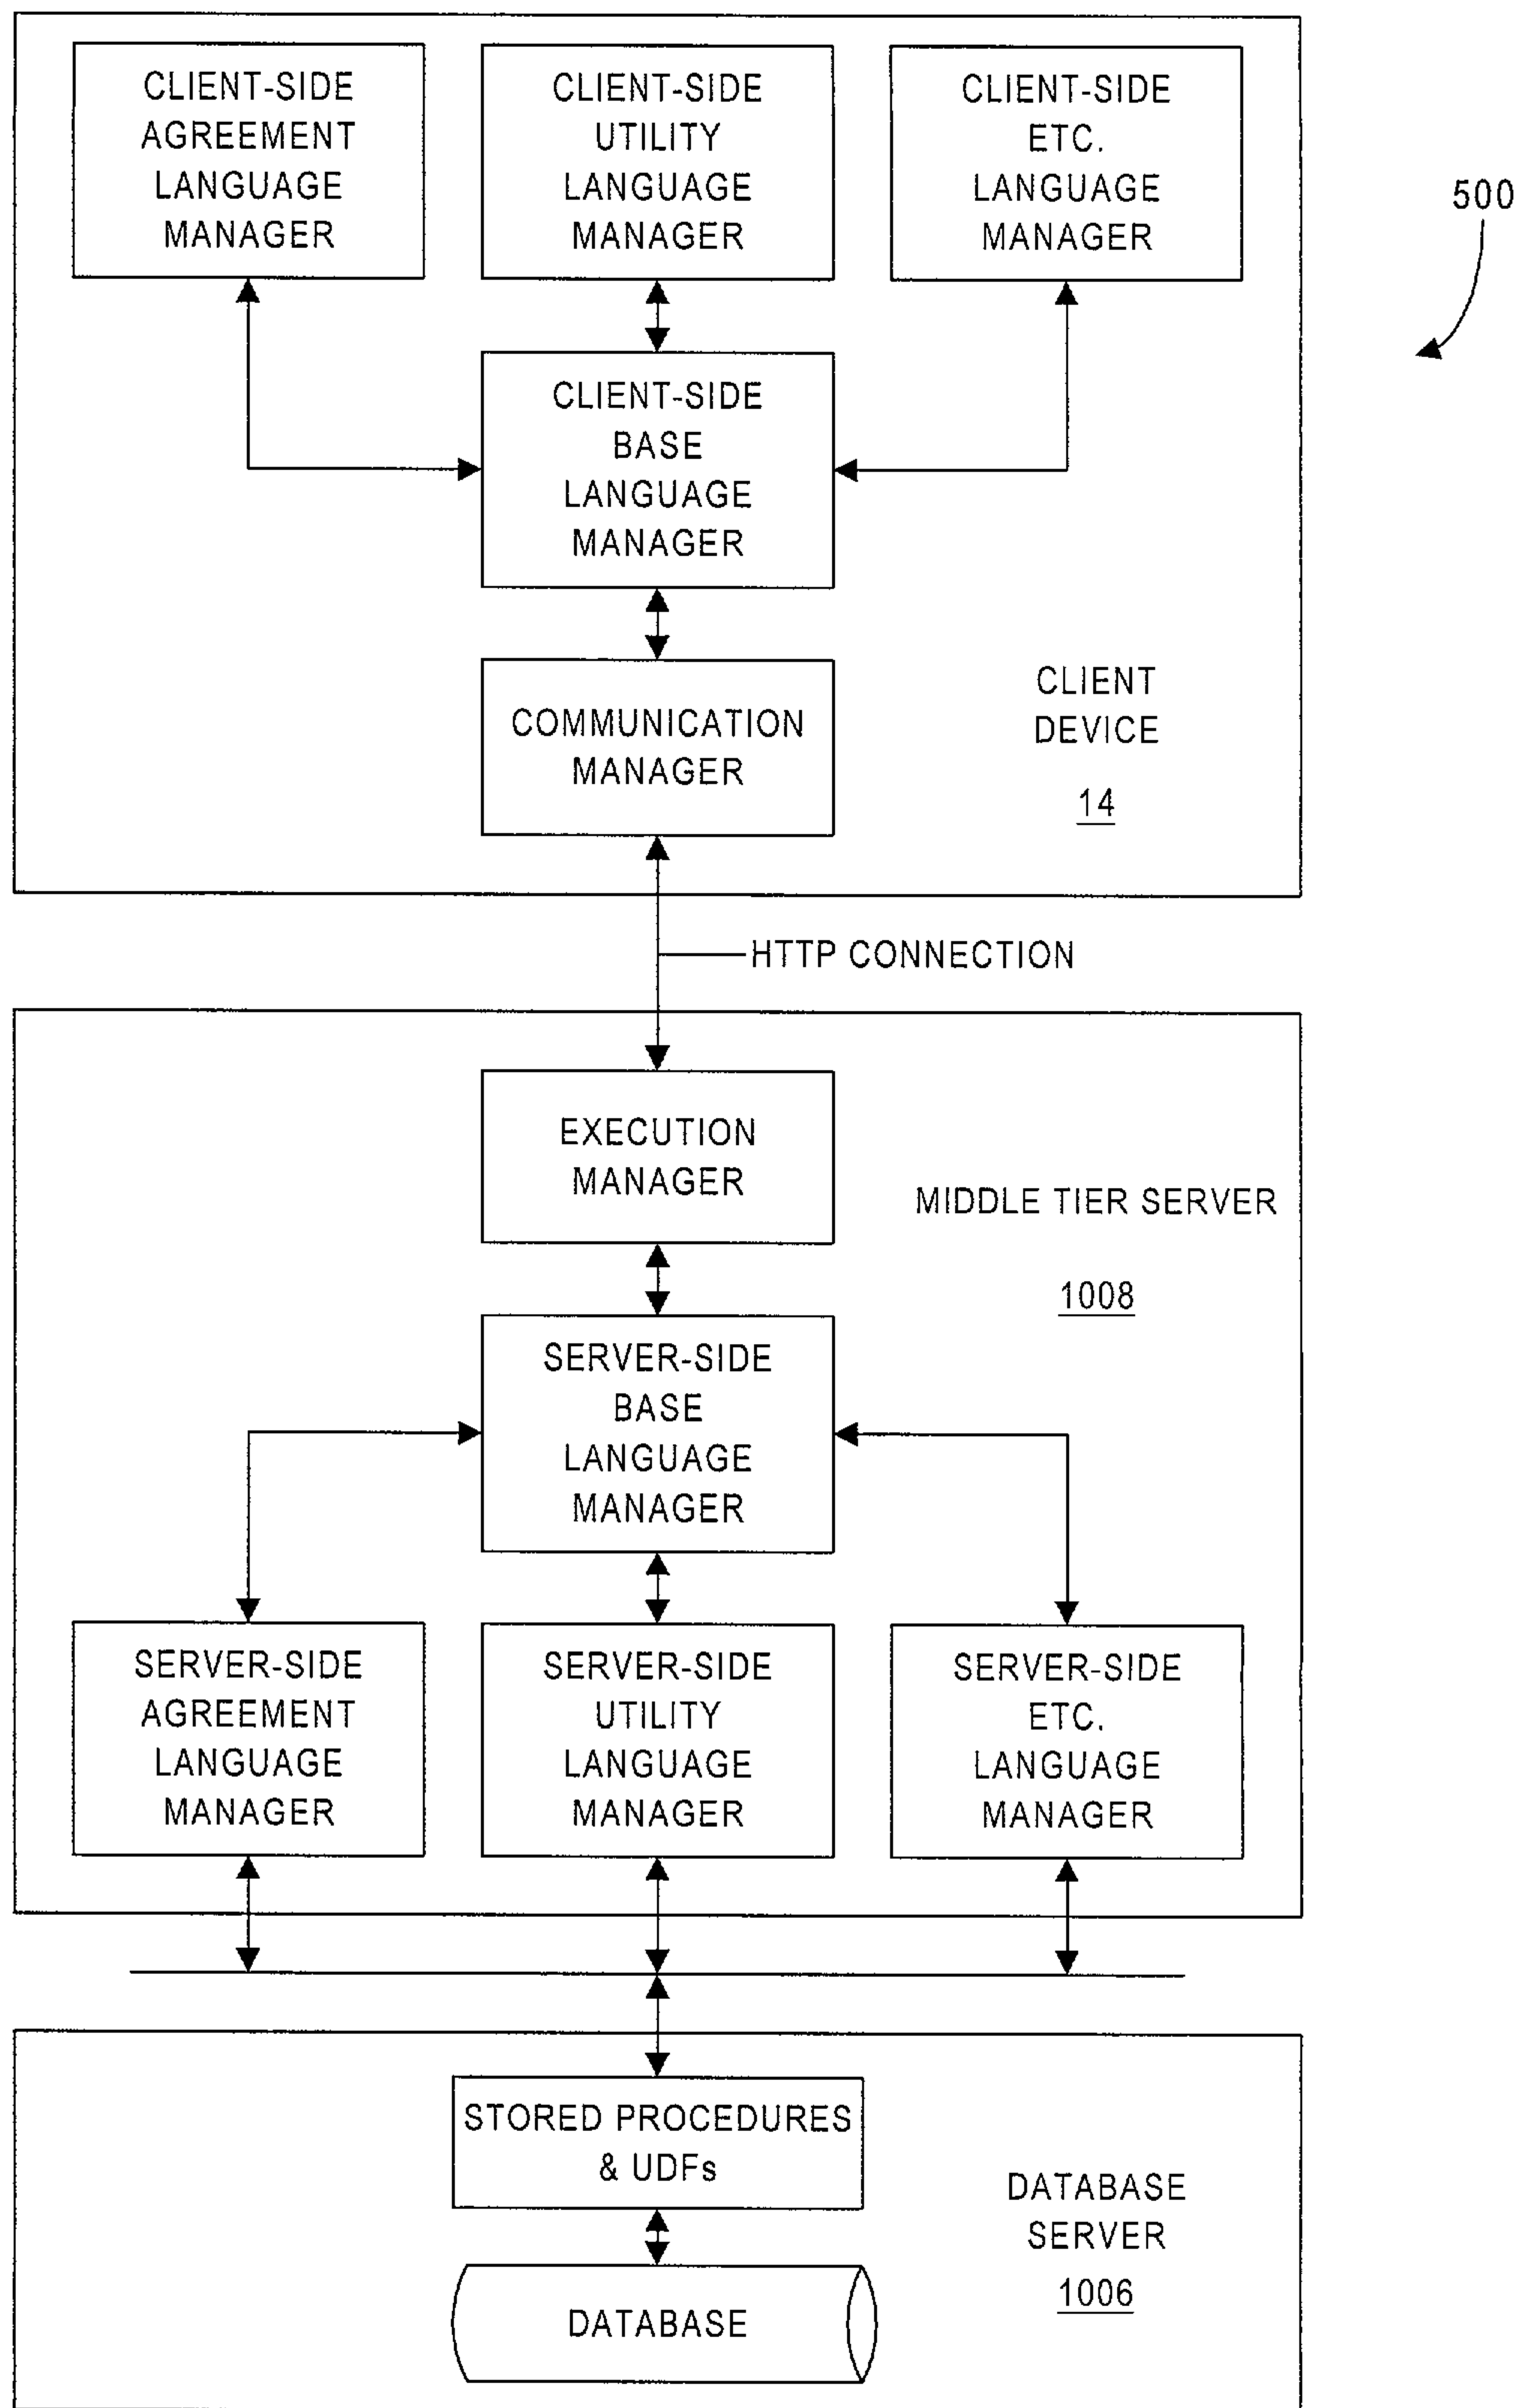 CLIENT-SIDE
AGREEMENT
LANGUAGE
MANAGER
CLIENT-SIDE
UTILITY
LANGUAGE
MANAGER
CLIENT-SIDE
ETC.
LANGUAGE
MANAGER
500
CLIENT-SIDE
BASE
LANGUAGE
MANAGER
COMMUNICATION
MANAGER
CLIENT
DEVICE
14
HTTP CONNECTION
EXECUTION
MANAGER
MIDDLE TIER SERVER
1008
SERVER-SIDE
BASE
LANGUAGE
MANAGER
SERVER-SIDE
AGREEMENT
LANGUAGE
MANAGER
SERVER-SIDE
UTILITY
LANGUAGE
MANAGER
SERVER-SIDE
ETC.
LANGUAGE
MANAGER
STORED PROCEDURES
& UDFs
DATABASE
SERVER
1006
DATABASE